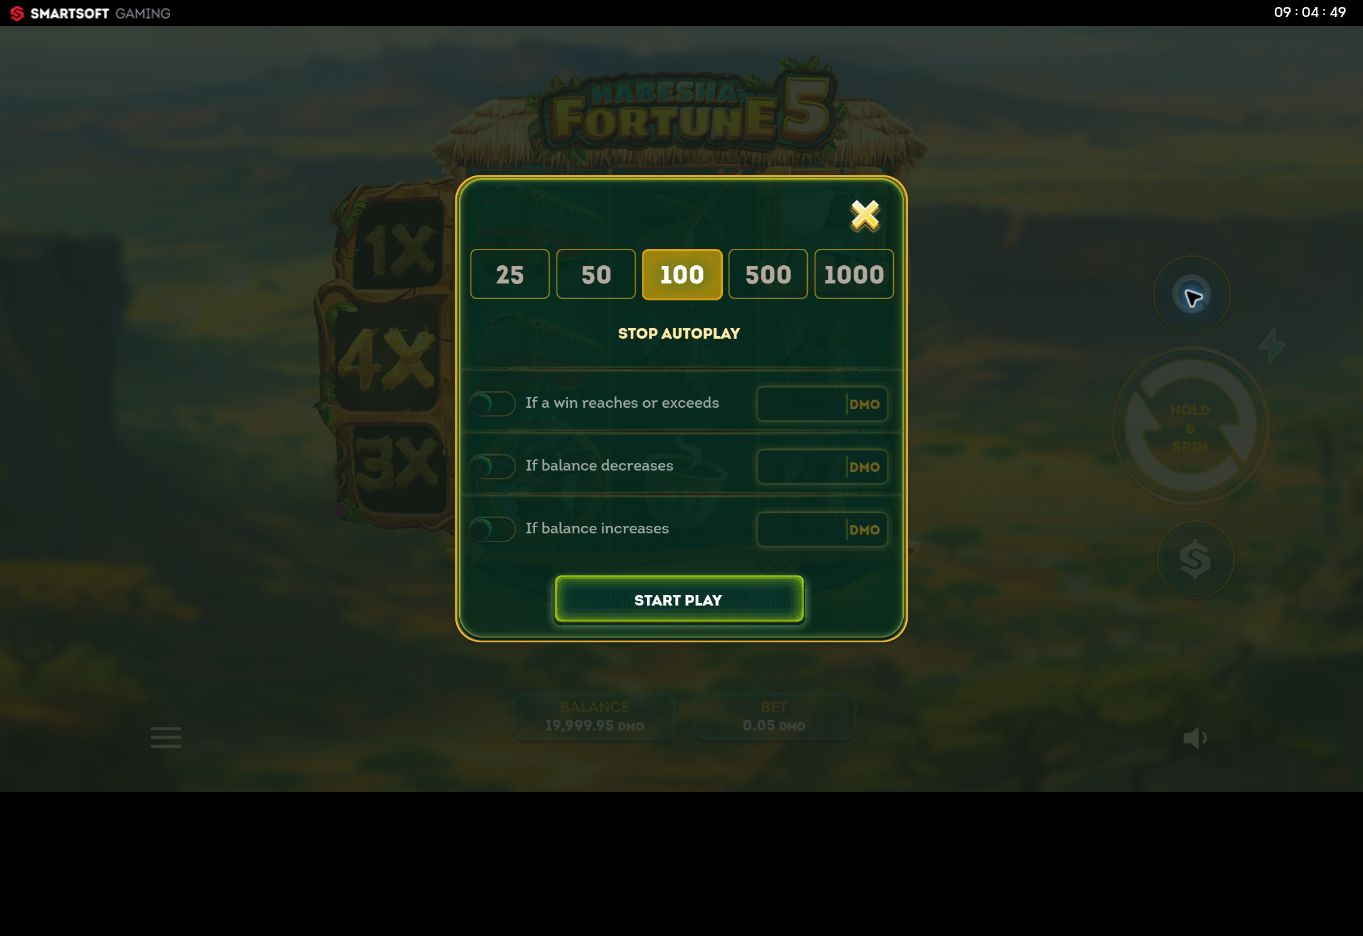 SMARTSOFT GAMING
09 : 04 : 49
HABESHA
FORTUNE 5
1X
4X
3X
25 50 100 500 1000
STOP AUTOPLAY
If a win reaches or exceeds DMO
If balance decreases DMO
If balance increases DMO
START PLAY
HOLD
&
SPIN
BALANCE
19,999.95 DMO
BET
0.05 DMO